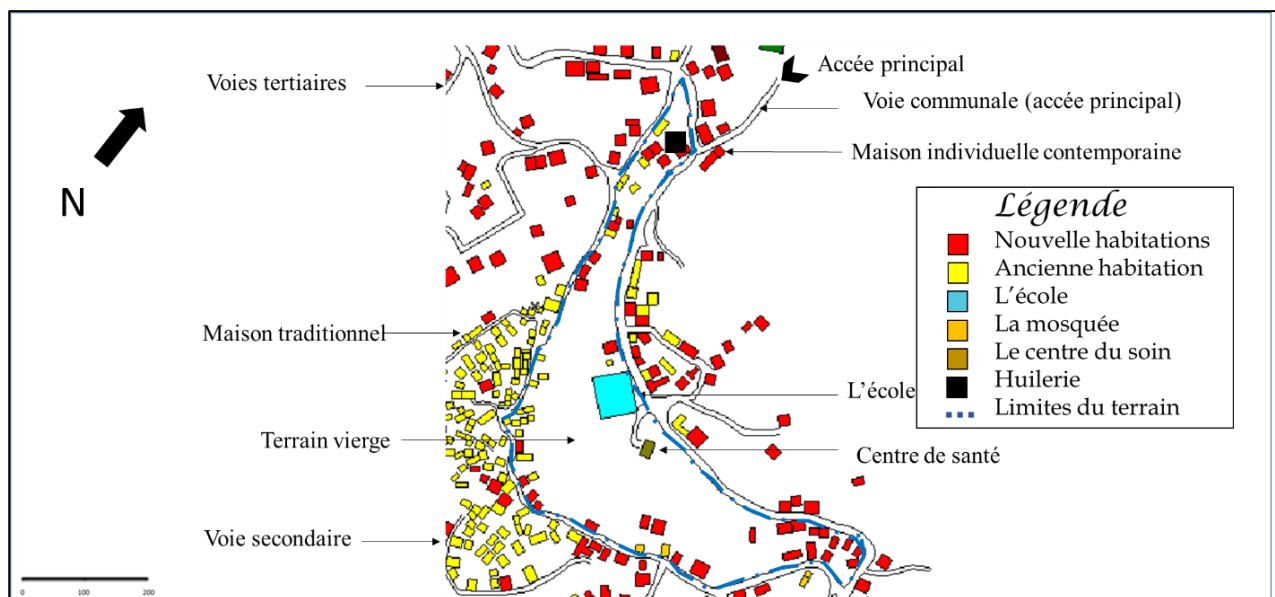 Voies tertiaires
Accée principal
Voie communale (accée principal)
Maison individuelle contemporaine
N
Légende
Nouvelle habitations
Ancienne habitation
L'école
La mosquée
Le centre du soin
Huilerie
Limites du terrain
Maison traditionnel
L'école
Terrain vierge
Centre de santé
Voie secondaire
0 100 200